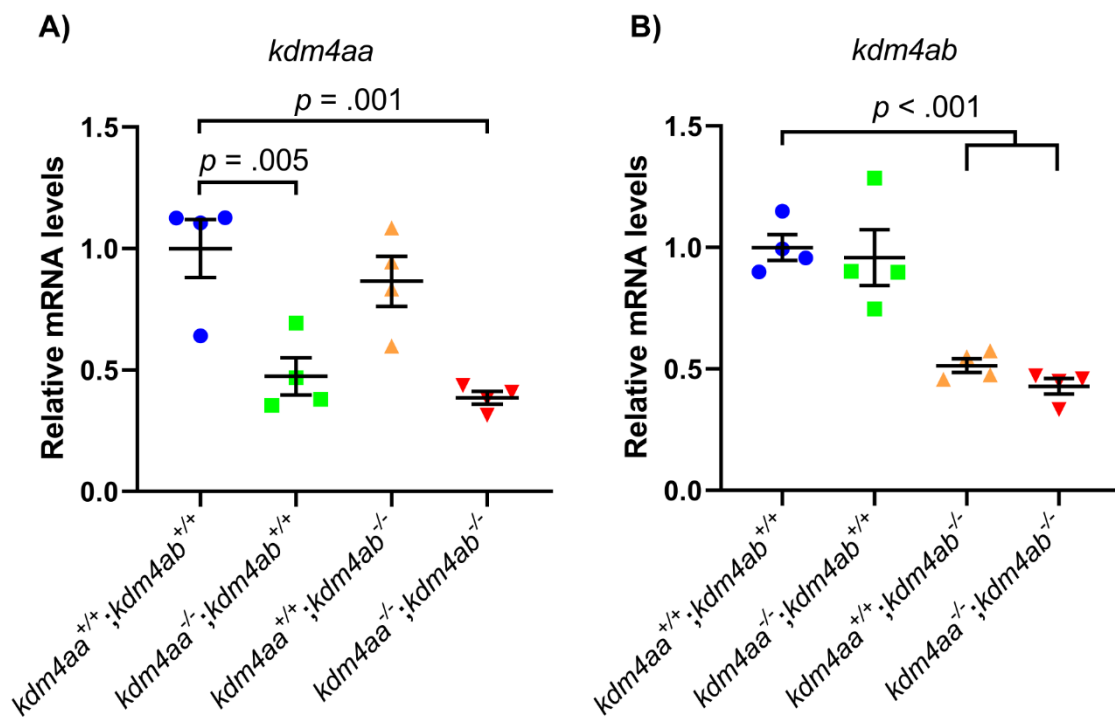 A)
kdm4aa
p = .001
p = .005
Relative mRNA levels
1.5
1.0
0.5
0.0
kdm4aa+/+;kdm4ab+/+
kdm4aa-/-;kdm4ab+/+
kdm4aa+/+;kdm4ab-/-
kdm4aa-/-;kdm4ab-/-
B)
kdm4ab
p < .001
Relative mRNA levels
1.5
1.0
0.5
0.0
kdm4aa+/+;kdm4ab+/+
kdm4aa-/-;kdm4ab+/+
kdm4aa+/+;kdm4ab-/-
kdm4aa-/-;kdm4ab-/-